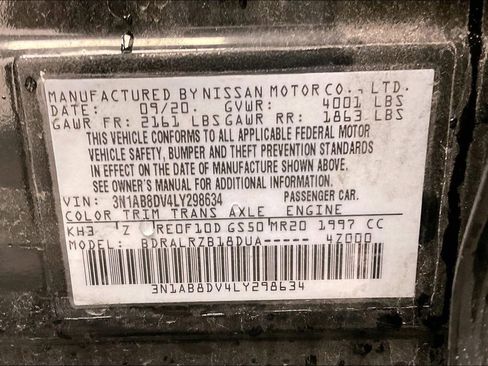 MANUFACTURED BY NISSAN MOTOR CO., LTD.
DATE: 09/20. GVWR: 4001 LBS
GAWR FR: 2161 LBS GAWR RR: 1863 LBS
THIS VEHICLE CONFORMS TO ALL APPLICABLE FEDERAL MOTOR
VEHICLE SAFETY, BUMPER AND THEFT PREVENTION STANDARDS
IN EFFECT ON THE DATE OF MANUFACTURE SHOWN ABOVE.
SEE OWNER'S MANUAL FOR ADDITIONAL INFORMATION.
VIN: 3N1AB8DV4LY298634 PASSENGER CAR.
COLOR TRIM TRANS AXLE ENGINE
KH3 'Z RE0F10D GS50 MR20 1997 CC
MODEL: BDRALRZB18DUA----- 47000
3N1AB8DV4LY298634